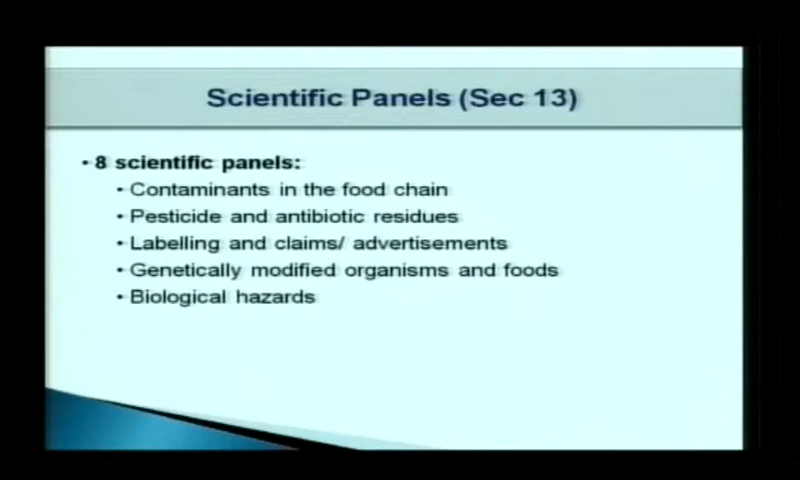 Scientific Panels (Sec 13)
• 8 scientific panels:
• Contaminants in the food chain
• Pesticide and antibiotic residues
• Labelling and claims/ advertisements
• Genetically modified organisms and foods
• Biological hazards